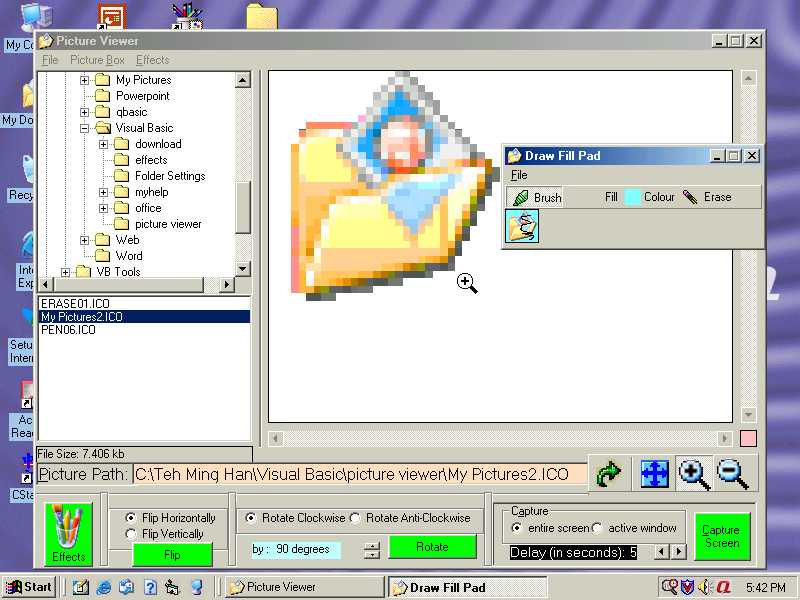 My Co
My Do
Recy
Inte
Exp
Setu
Intern
Ac
Rea
CSta
Picture Viewer
File Picture Box Effects
My Pictures
Powerpoint
qbasic
Visual Basic
download
effects
Folder Settings
myhelp
office
picture viewer
Web
Word
VB Tools
ERASE01.ICO
My Pictures2.ICO
PEN06.ICO
File Size: 7.406 kb
Draw Fill Pad
File
Brush Fill Colour Erase
Picture Path: C:\Teh Ming Han\Visual Basic\picture viewer\My Pictures2.ICO
Effects
Flip Horizontally
Flip Vertically
Flip
Rotate Clockwise Rotate Anti-Clockwise
by : 90 degrees Rotate
Capture
entire screen active window
Delay (in seconds): 5
Capture
Screen
Start Picture Viewer Draw Fill Pad 5:42 PM